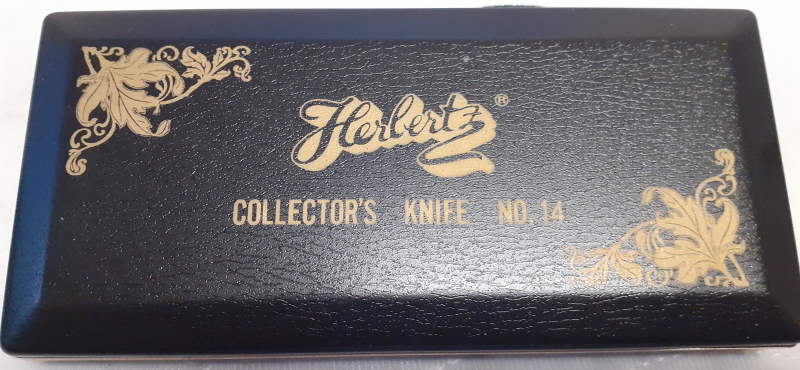 Herbertz®
COLLECTOR'S KNIFE NO. 14